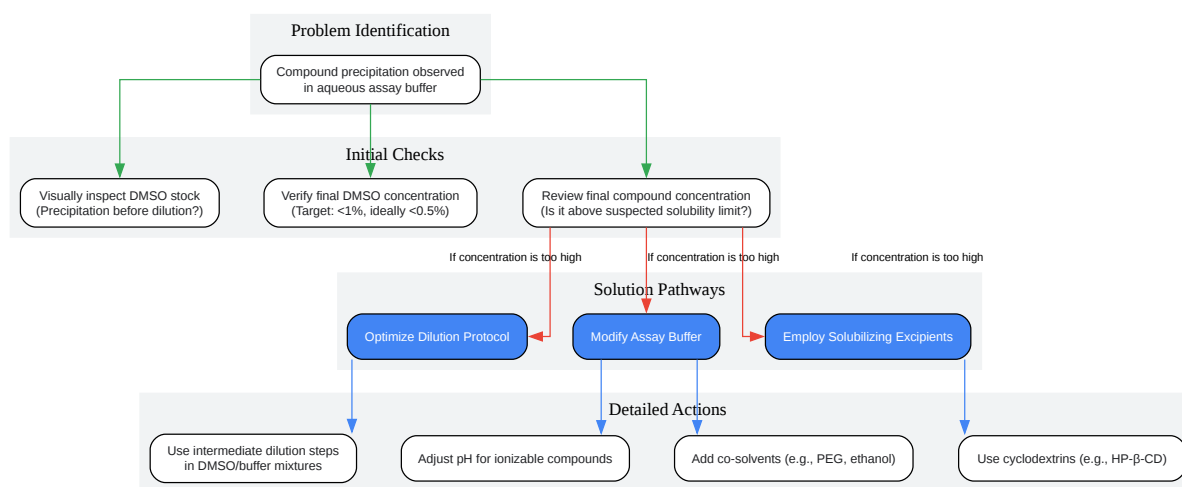 Problem Identification
Compound precipitation observed
in aqueous assay buffer
Initial Checks
Visually inspect DMSO stock
(Precipitation before dilution?)
Verify final DMSO concentration
(Target: <1%, ideally <0.5%)
Review final compound concentration
(Is it above suspected solubility limit?)
If concentration is too high
If concentration is too high
If concentration is too high
Solution Pathways
Optimize Dilution Protocol
Modify Assay Buffer
Employ Solubilizing Excipients
Detailed Actions
Use intermediate dilution steps
in DMSO/buffer mixtures
Adjust pH for ionizable compounds
Add co-solvents (e.g., PEG, ethanol)
Use cyclodextrins (e.g., HP-β-CD)